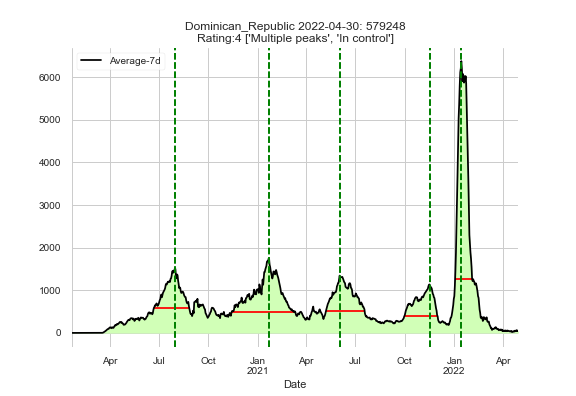 Dominican_Republic 2022-04-30: 579248
Rating:4 ['Multiple peaks', 'In control']
Average-7d
6000
5000
4000
3000
2000
1000
0
Apr Jul Oct Jan Apr Jul Oct Jan Apr
2021 2022
Date